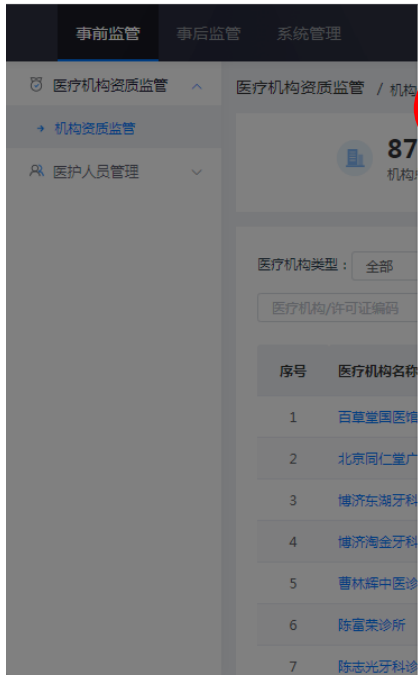 事前监管 事后监管 系统管理
医疗机构资质监管 医疗机构资质监管 / 机构
机构资质监管
87
机构
医护人员管理
医疗机构类型： 全部
医疗机构/许可证编码
序号 医疗机构名称
1 百草堂国医馆
2 北京同仁堂广
3 博济东湖牙科
4 博济淘金牙科
5 曹林辉中医诊
6 陈富荣诊所
7 陈志光牙科诊